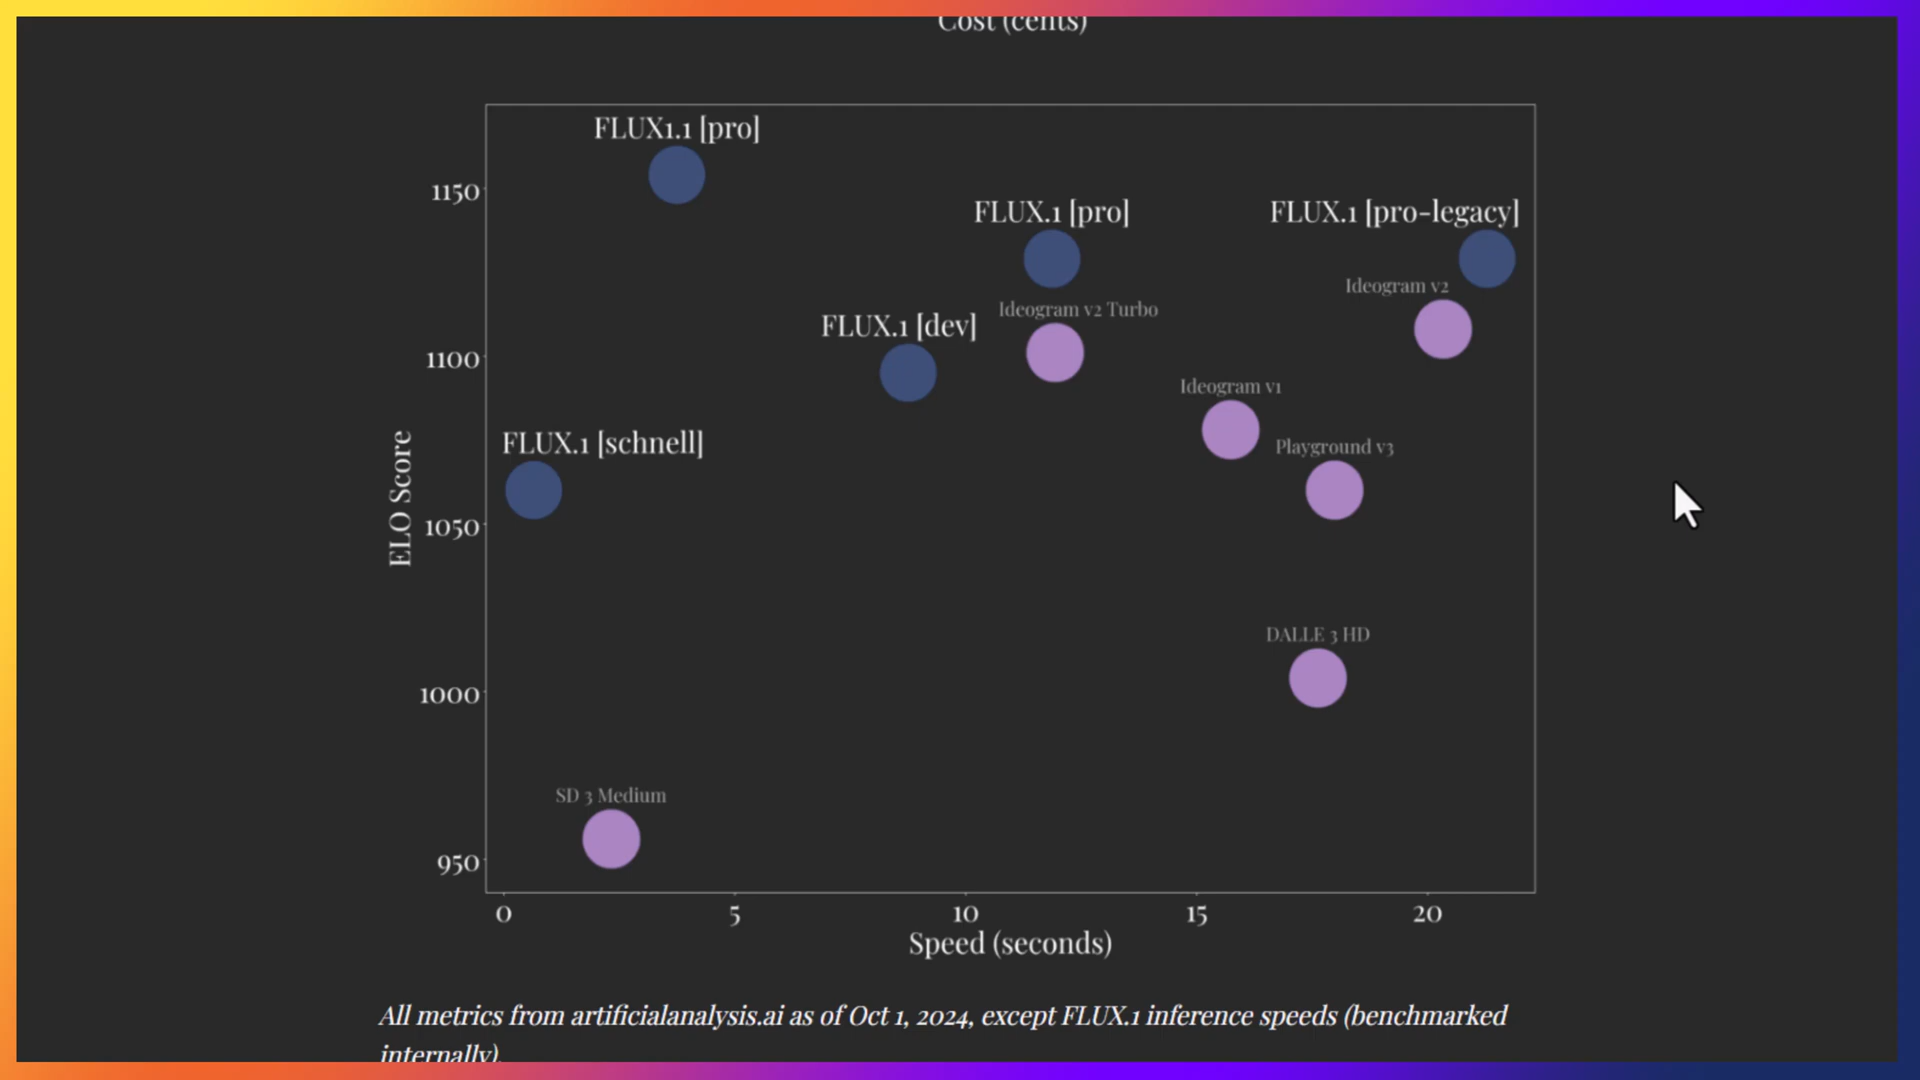 Cost (cents)
FLUX1.1 [pro]
1150
FLUX.1 [pro]
FLUX.1 [pro-legacy]
Ideogram v2
Ideogram v2 Turbo
FLUX.1 [dev]
1100
Ideogram v1
FLUX.1 [schnell]
Playground v3
ELO Score
1050
DALLE 3 HD
1000
SD 3 Medium
950
0 5 10 15 20
Speed (seconds)
All metrics from artificialanalysis.ai as of Oct 1, 2024, except FLUX.1 inference speeds (benchmarked
internally).